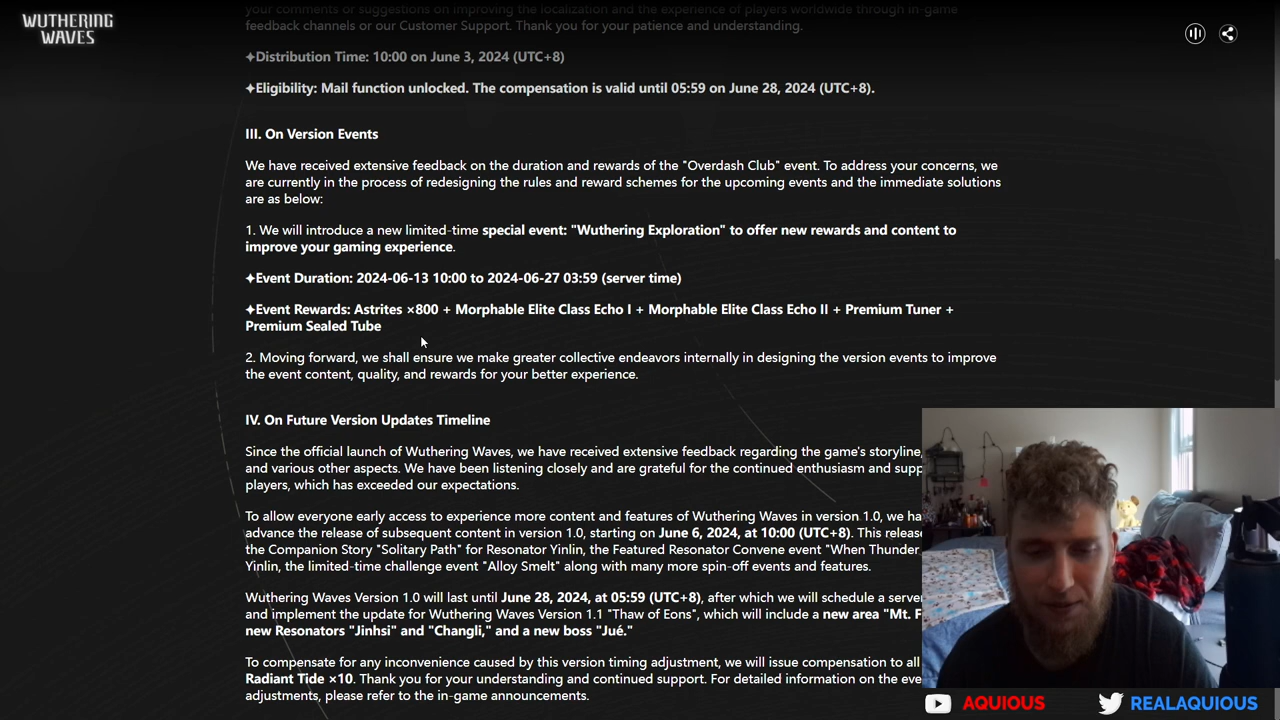 WUTHERING
WAVES
your comments or suggestions on improving the localization and the experience of players worldwide through in-game
feedback channels or our Customer Support. Thank you for your patience and understanding.
✦Distribution Time: 10:00 on June 3, 2024 (UTC+8)
✦Eligibility: Mail function unlocked. The compensation is valid until 05:59 on June 28, 2024 (UTC+8).
III. On Version Events
We have received extensive feedback on the duration and rewards of the "Overdash Club" event. To address your concerns, we
are currently in the process of redesigning the rules and reward schemes for the upcoming events and the immediate solutions
are as below:
1. We will introduce a new limited-time special event: "Wuthering Exploration" to offer new rewards and content to
improve your gaming experience.
✦Event Duration: 2024-06-13 10:00 to 2024-06-27 03:59 (server time)
✦Event Rewards: Astrites ×800 + Morphable Elite Class Echo I + Morphable Elite Class Echo II + Premium Tuner +
Premium Sealed Tube
2. Moving forward, we shall ensure we make greater collective endeavors internally in designing the version events to improve
the event content, quality, and rewards for your better experience.
IV. On Future Version Updates Timeline
Since the official launch of Wuthering Waves, we have received extensive feedback regarding the game's storyline,
and various other aspects. We have been listening closely and are grateful for the continued enthusiasm and supp
players, which has exceeded our expectations.
To allow everyone early access to experience more content and features of Wuthering Waves in version 1.0, we ha
advance the release of subsequent content in version 1.0, starting on June 6, 2024, at 10:00 (UTC+8). This releas
the Companion Story "Solitary Path" for Resonator Yinlin, the Featured Resonator Convene event "When Thunder
Yinlin, the limited-time challenge event "Alloy Smelt" along with many more spin-off events and features.
Wuthering Waves Version 1.0 will last until June 28, 2024, at 05:59 (UTC+8), after which we will schedule a server
and implement the update for Wuthering Waves Version 1.1 "Thaw of Eons", which will include a new area "Mt. F
new Resonators "Jinhsi" and "Changli," and a new boss "Jué."
To compensate for any inconvenience caused by this version timing adjustment, we will issue compensation to all
Radiant Tide ×10. Thank you for your understanding and continued support. For detailed information on the eve
adjustments, please refer to the in-game announcements.
AQUIOUS
REALAQUIOUS